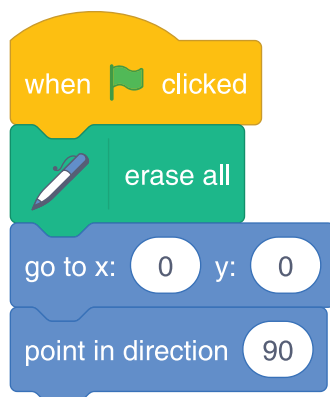 when clicked
erase all
go to x: 0 y: 0
point in direction 90